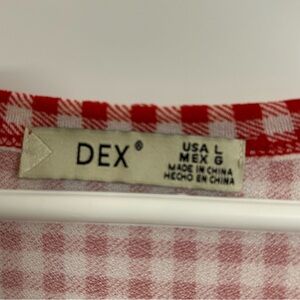 DEX®
USA L
MEX G
MADE IN CHINA
HECHO EN CHINA